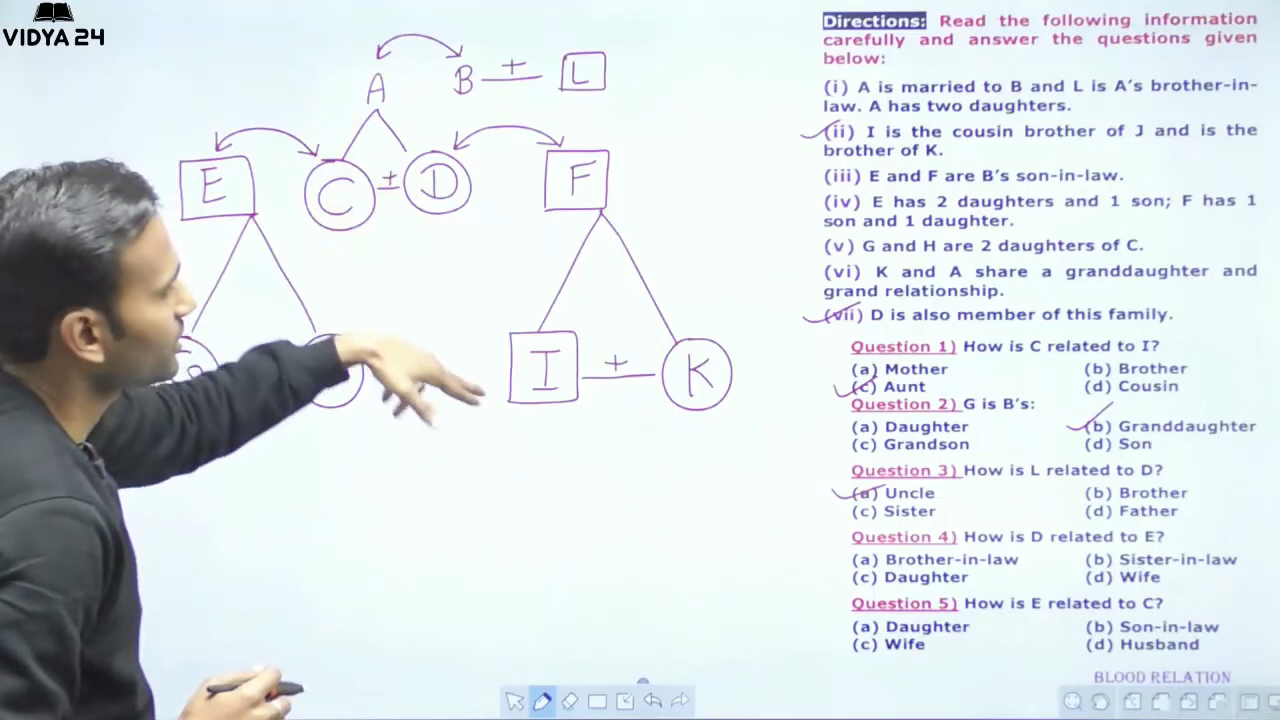 VIDYA 24
A B + L
E C ± D F
I + K
Directions: Read the following information
carefully and answer the questions given
below:
(i) A is married to B and L is A's brother-in-
law. A has two daughters.
(ii) I is the cousin brother of J and is the
brother of K.
(iii) E and F are B's son-in-law.
(iv) E has 2 daughters and 1 son; F has 1
son and 1 daughter.
(v) G and H are 2 daughters of C.
(vi) K and A share a granddaughter and
grand relationship.
(vii) D is also member of this family.
Question 1) How is C related to I?
(a) Mother (b) Brother
(c) Aunt (d) Cousin
Question 2) G is B's:
(a) Daughter (b) Granddaughter
(c) Grandson (d) Son
Question 3) How is L related to D?
(a) Uncle (b) Brother
(c) Sister (d) Father
Question 4) How is D related to E?
(a) Brother-in-law (b) Sister-in-law
(c) Daughter (d) Wife
Question 5) How is E related to C?
(a) Daughter (b) Son-in-law
(c) Wife (d) Husband
BLOOD RELATION